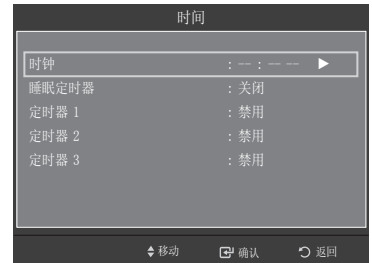 时间
时钟 : -- : -- -- ▶
睡眠定时器 : 关闭
定时器 1 : 禁用
定时器 2 : 禁用
定时器 3 : 禁用
移动 确认 返回